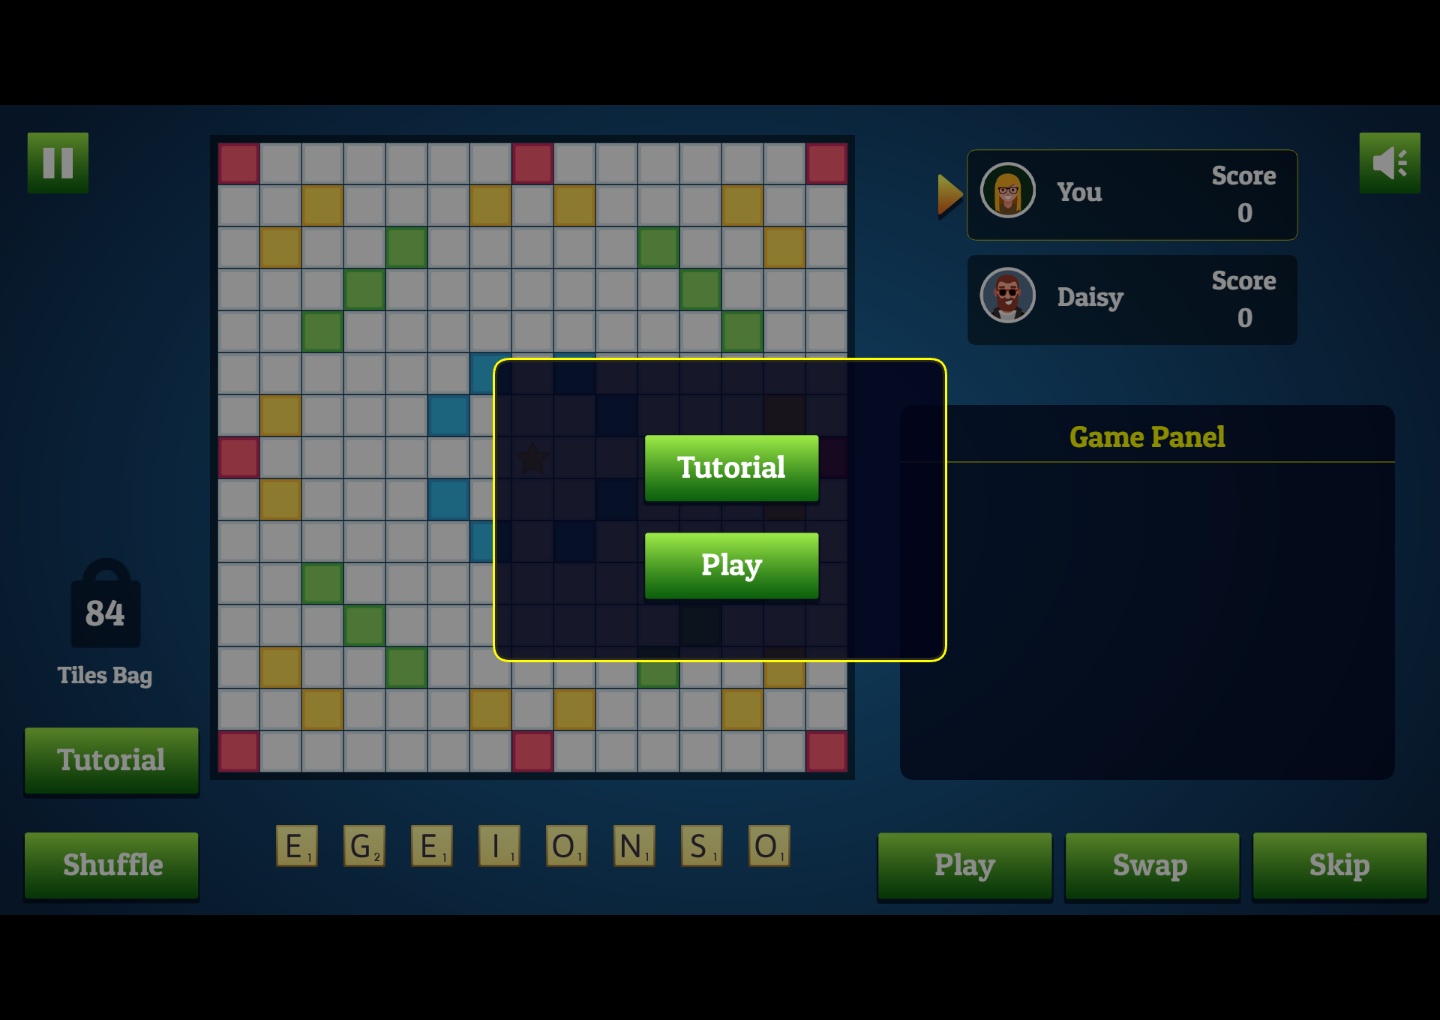 You
Score
0
Daisy
Score
0
Game Panel
Tutorial
Play
84
Tiles Bag
Tutorial
Shuffle
E1 G2 E1 I1 O1 N1 S1 O1
Play
Swap
Skip